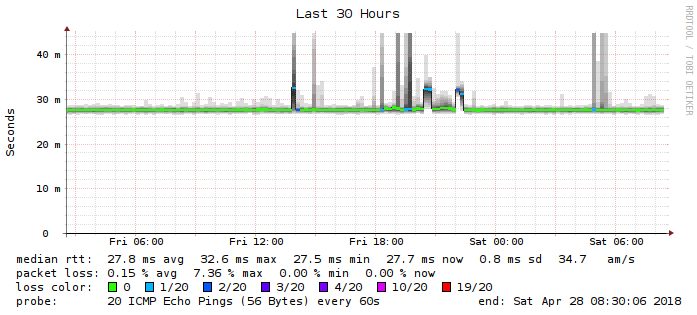 Last 30 Hours
RRDTOOL / TOBI OETIKER
Seconds
40 m
30 m
20 m
10 m
0
Fri 06:00 Fri 12:00 Fri 18:00 Sat 00:00 Sat 06:00
median rtt: 27.8 ms avg 32.6 ms max 27.5 ms min 27.7 ms now 0.8 ms sd 34.7 am/s
packet loss: 0.15 % avg 7.36 % max 0.00 % min 0.00 % now
loss color: 0 1/20 2/20 3/20 4/20 10/20 19/20
probe: 20 ICMP Echo Pings (56 Bytes) every 60s end: Sat Apr 28 08:30:06 2018